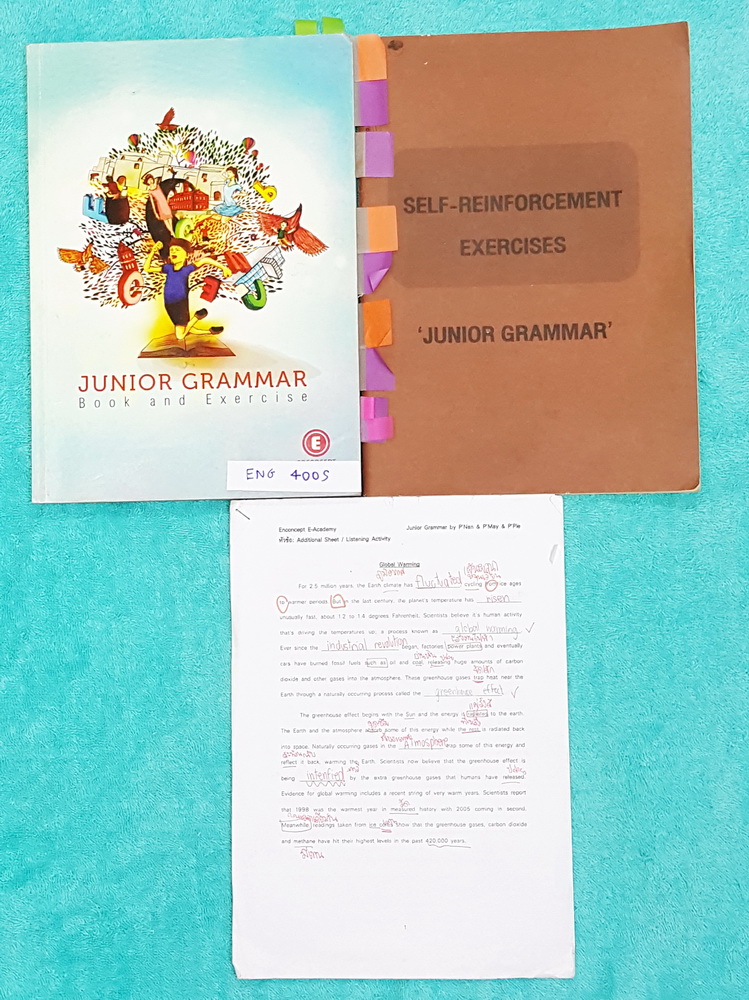 JUNIOR GRAMMAR
Book and Exercise
E
ENG 4005
SELF-REINFORCEMENT
EXERCISES
'JUNIOR GRAMMAR'
Enconcept E-Academy Junior Grammer by P'Nan & P'May & P'Pie
หัวข้อ: Additional Sheet / Listening Activity
Global Warming
For 2.5 million years, the Earth climate has fluctuated cycling from ice ages
to warmer periods But in the last century, the planet's temperature has risen
unusually fast, about 1.2 to 1.4 degrees Fahrenheit. Scientists believe it's human activity
that's driving the temperatures up, a process known as global warming
Ever since the industrial revolution began, factories, power plants and eventually
cars have burned fossil fuels such as oil and coal, releasing huge amounts of carbon
dioxide and other gases into the atmosphere. These greenhouse gases trap heat near the
Earth through a naturally occurring process called the greenhouse effect
The greenhouse effect begins with the Sun and the energy it to the earth.
The Earth and the atmosphere absorb some of this energy while the rest is radiated back
into space. Naturally occurring gases in the Atmosphere trap some of this energy and
reflect it back, warming the Earth. Scientists now believe that the greenhouse effect is
being intenfied by the extra greenhouse gases that humans have released.
Evidence for global warming includes a recent string of very warm years. Scientists report
that 1998 was the warmest year in measured history with 2005 coming in second.
Meanwhile, readings taken from ice cores show that the greenhouse gases, carbon dioxide
and methane have hit their highest levels in the past 420,000 years.
มีเทน